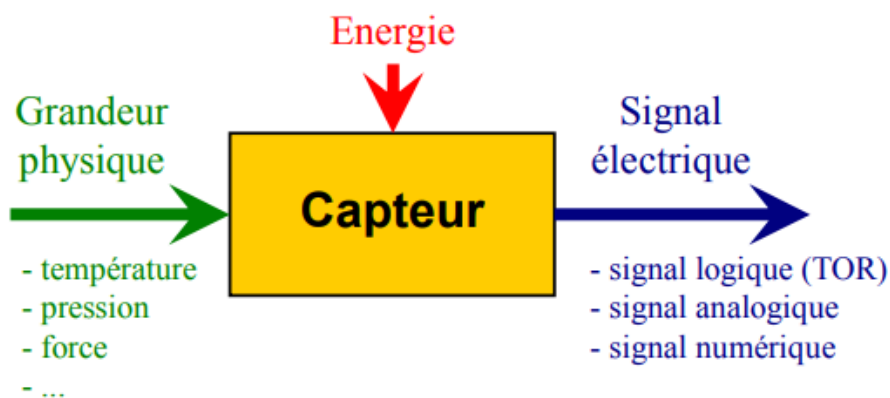 Energie
Grandeur
physique
Signal
électrique
Capteur
- température
- pression
- force
- ...
- signal logique (TOR)
- signal analogique
- signal numérique